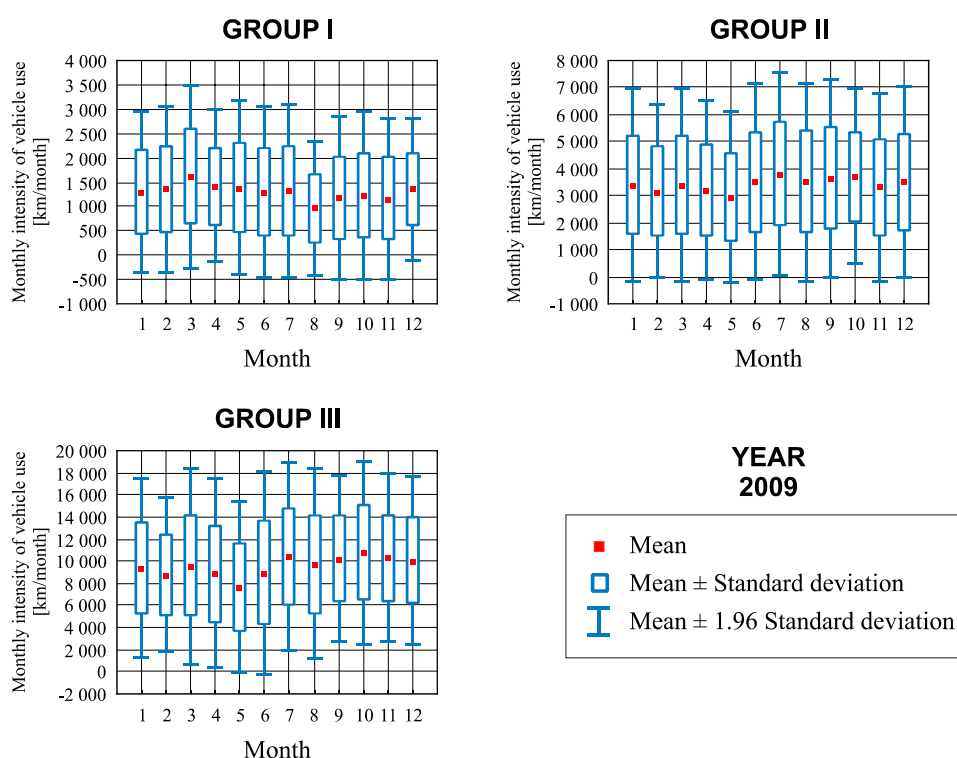 GROUP I
Monthly intensity of vehicle use
[km/month]
4 000
3 500
3 000
2 500
2 000
1 500
1 000
500
0
-500
-1 000
1 2 3 4 5 6 7 8 9 10 11 12
Month
GROUP II
Monthly intensity of vehicle use
[km/month]
8 000
7 000
6 000
5 000
4 000
3 000
2 000
1 000
0
-1 000
1 2 3 4 5 6 7 8 9 10 11 12
Month
GROUP III
Monthly intensity of vehicle use
[km/month]
20 000
18 000
16 000
14 000
12 000
10 000
8 000
6 000
4 000
2 000
0
-2 000
1 2 3 4 5 6 7 8 9 10 11 12
Month
YEAR
2009
Mean
Mean ± Standard deviation
Mean ± 1.96 Standard deviation